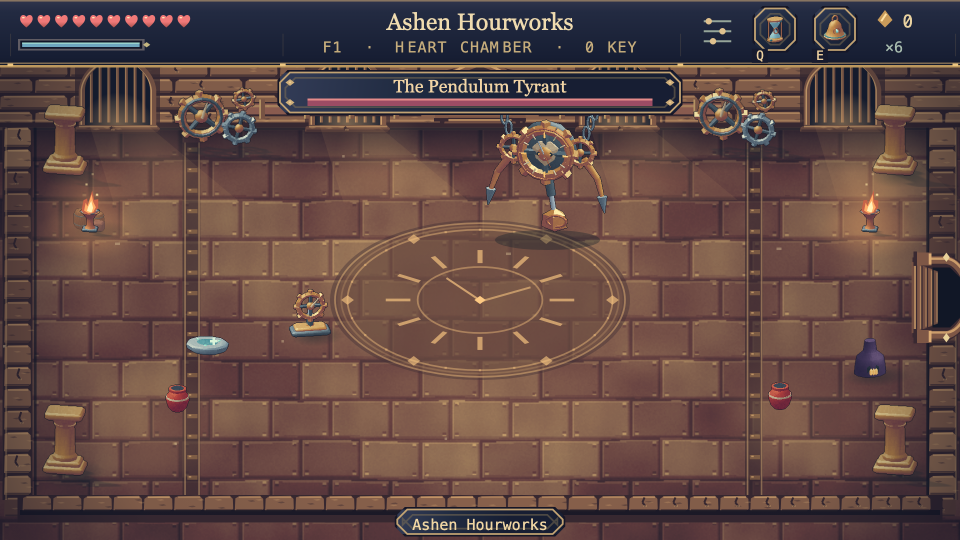 Ashen Hourworks
F1 · HEART CHAMBER · 0 KEY
Q
E
0
×6
The Pendulum Tyrant
Ashen Hourworks